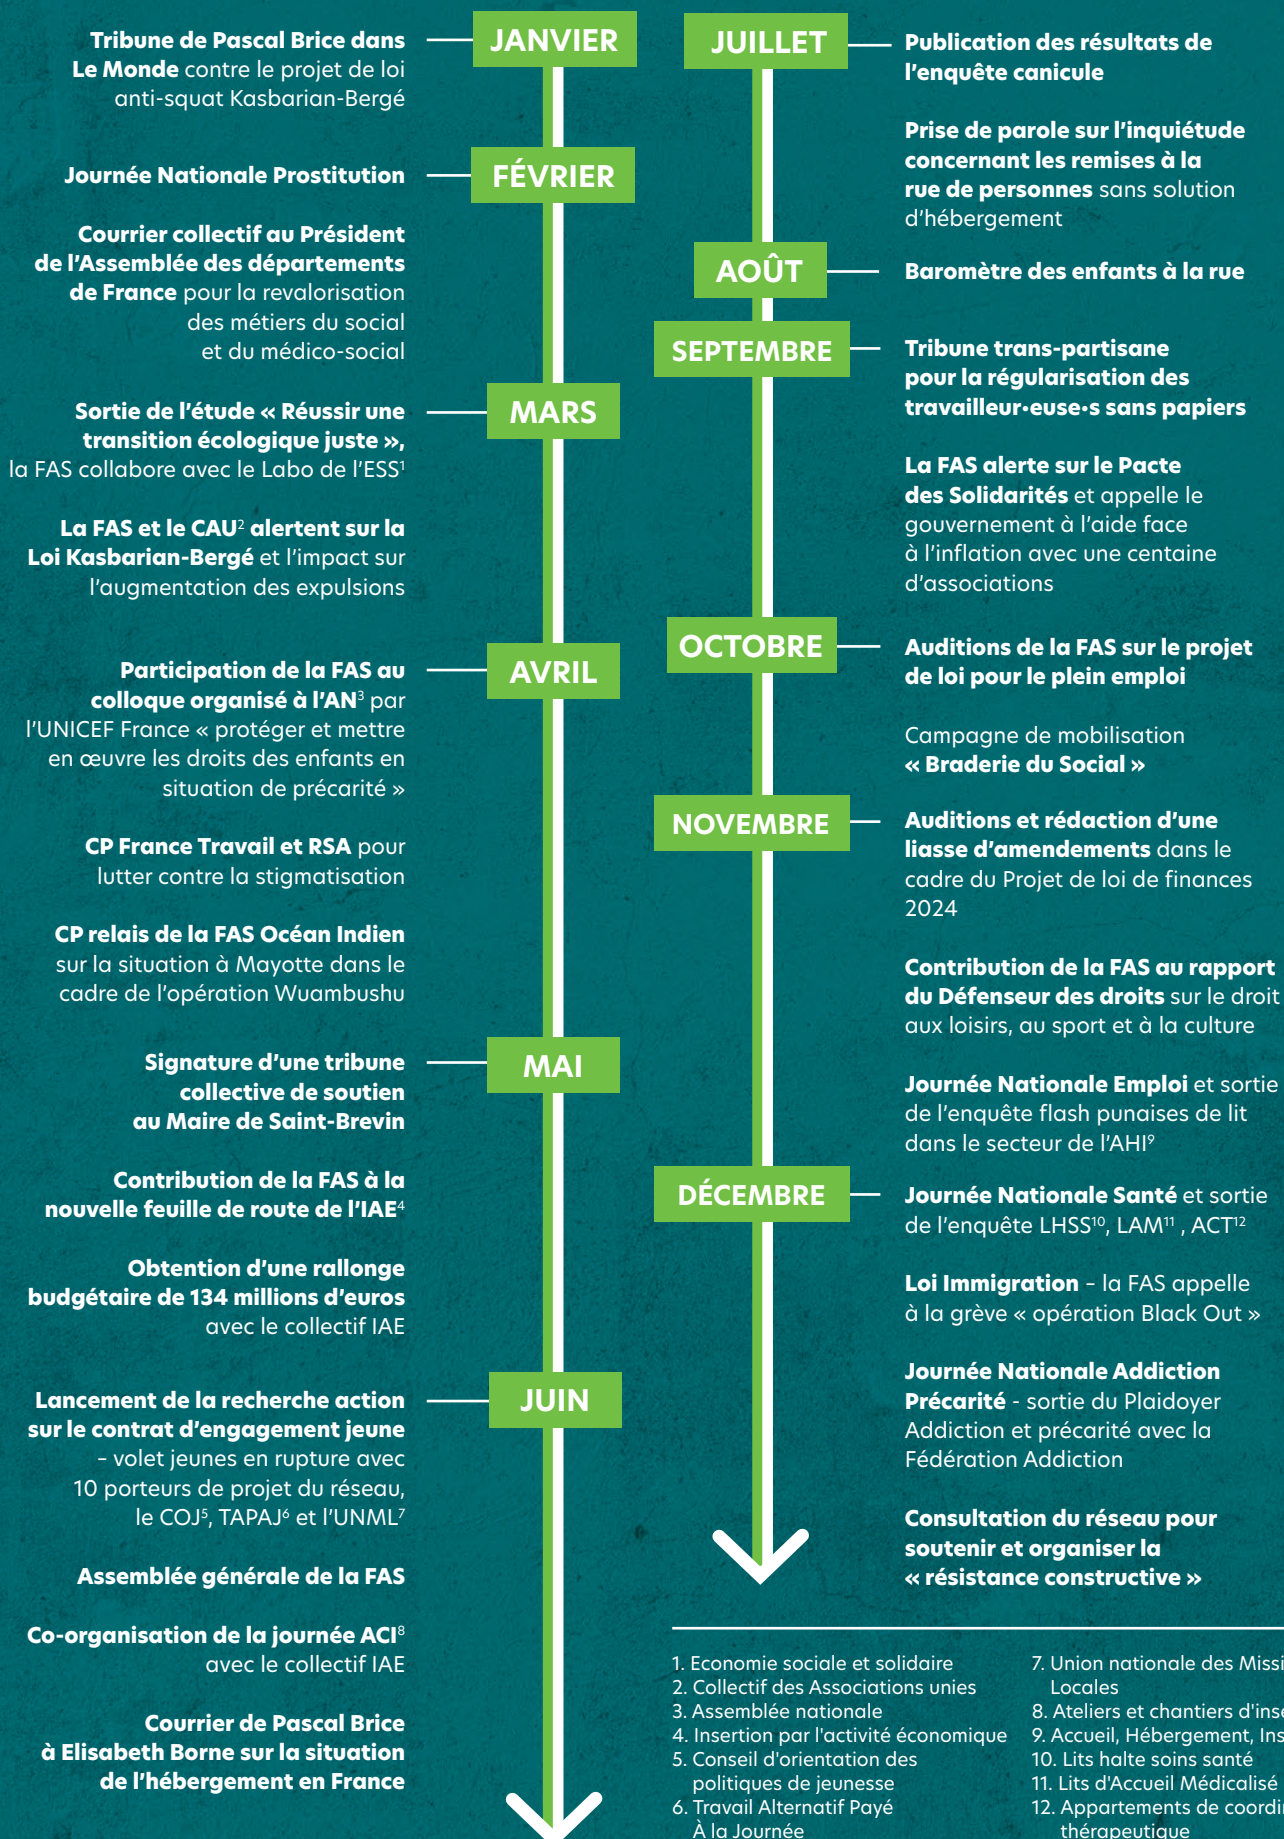 JANVIER
Tribune de Pascal Brice dans
Le Monde contre le projet de loi
anti-squat Kasbarian-Bergé
FÉVRIER
Journée Nationale Prostitution
Courrier collectif au Président
de l'Assemblée des départements
de France pour la revalorisation
des métiers du social
et du médico-social
MARS
Sortie de l'étude « Réussir une
transition écologique juste »,
la FAS collabore avec le Labo de l'ESS¹
La FAS et le CAU² alertent sur la
Loi Kasbarian-Bergé et l'impact sur
l'augmentation des expulsions
AVRIL
Participation de la FAS au
colloque organisé à l'AN³ par
l'UNICEF France « protéger et mettre
en œuvre les droits des enfants en
situation de précarité »
CP France Travail et RSA pour
lutter contre la stigmatisation
CP relais de la FAS Océan Indien
sur la situation à Mayotte dans le
cadre de l'opération Wuambushu
MAI
Signature d'une tribune
collective de soutien
au Maire de Saint-Brevin
Contribution de la FAS à la
nouvelle feuille de route de l'IAE⁴
Obtention d'une rallonge
budgétaire de 134 millions d'euros
avec le collectif IAE
JUIN
Lancement de la recherche action
sur le contrat d'engagement jeune
– volet jeunes en rupture avec
10 porteurs de projet du réseau,
le COJ⁵, TAPAJ⁶ et l'UNML⁷
Assemblée générale de la FAS
Co-organisation de la journée ACI⁸
avec le collectif IAE
Courrier de Pascal Brice
à Elisabeth Borne sur la situation
de l'hébergement en France
JUILLET
Publication des résultats de
l'enquête canicule
Prise de parole sur l'inquiétude
concernant les remises à la
rue de personnes sans solution
d'hébergement
AOÛT
Baromètre des enfants à la rue
SEPTEMBRE
Tribune trans-partisane
pour la régularisation des
travailleur•euse•s sans papiers
La FAS alerte sur le Pacte
des Solidarités et appelle le
gouvernement à l'aide face
à l'inflation avec une centaine
d'associations
OCTOBRE
Auditions de la FAS sur le projet
de loi pour le plein emploi
Campagne de mobilisation
« Braderie du Social »
NOVEMBRE
Auditions et rédaction d'une
liasse d'amendements dans le
cadre du Projet de loi de finances
2024
Contribution de la FAS au rapport
du Défenseur des droits sur le droit
aux loisirs, au sport et à la culture
Journée Nationale Emploi et sortie
de l'enquête flash punaises de lit
dans le secteur de l'AHI⁹
DÉCEMBRE
Journée Nationale Santé et sortie
de l'enquête LHSS¹⁰, LAM¹¹ , ACT¹²
Loi Immigration – la FAS appelle
à la grève « opération Black Out »
Journée Nationale Addiction
Précarité - sortie du Plaidoyer
Addiction et précarité avec la
Fédération Addiction
Consultation du réseau pour
soutenir et organiser la
« résistance constructive »
1. Economie sociale et solidaire
2. Collectif des Associations unies
3. Assemblée nationale
4. Insertion par l'activité économique
5. Conseil d'orientation des
politiques de jeunesse
6. Travail Alternatif Payé
À la Journée
7. Union nationale des Missi
Locales
8. Ateliers et chantiers d'inse
9. Accueil, Hébergement, Ins
10. Lits halte soins santé
11. Lits d'Accueil Médicalisé
12. Appartements de coordi
thérapeutique